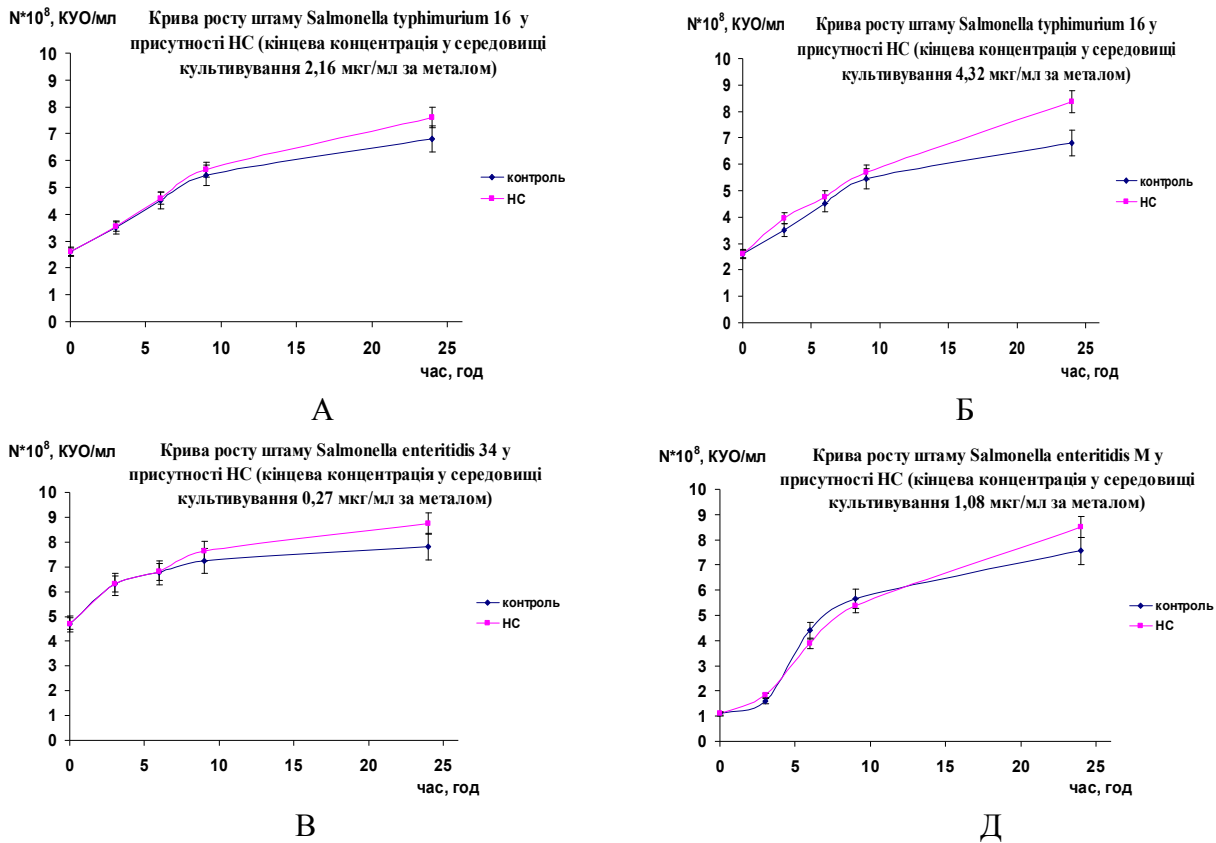 N*10⁸, КУО/мл
Крива росту штаму Salmonella typhimurium 16 у
присутності НС (кінцева концентрація у середовищі
культивування 2,16 мкг/мл за металом)
10
9
8
7
6
5
4
3
2
1
0
0 5 10 15 20 25
час, год
контроль
НС
А
N*10⁸, КУО/мл
Крива росту штаму Salmonella typhimurium 16 у
присутності НС (кінцева концентрація у середовищі
культивування 4,32 мкг/мл за металом)
10
9
8
7
6
5
4
3
2
1
0
0 5 10 15 20 25
час, год
контроль
НС
Б
N*10⁸, КУО/мл
Крива росту штаму Salmonella enteritidis 34 у
присутності НС (кінцева концентрація у середовищі
культивування 0,27 мкг/мл за металом)
10
9
8
7
6
5
4
3
2
1
0
0 5 10 15 20 25
час, год
контроль
НС
В
N*10⁸, КУО/мл
Крива росту штаму Salmonella enteritidis М у
присутності НС (кінцева концентрація у середовищі
культивування 1,08 мкг/мл за металом)
10
9
8
7
6
5
4
3
2
1
0
0 5 10 15 20 25
час, год
контроль
НС
Д